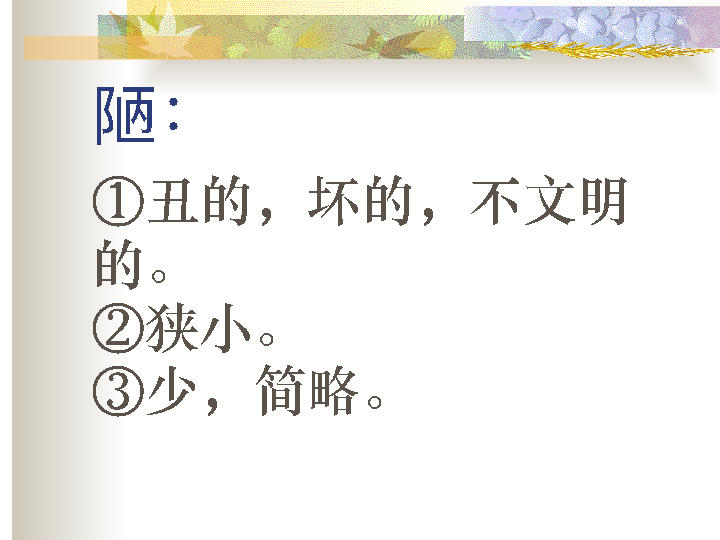 陋：
①丑的，坏的，不文明
的。
②狭小。
③少，简略。